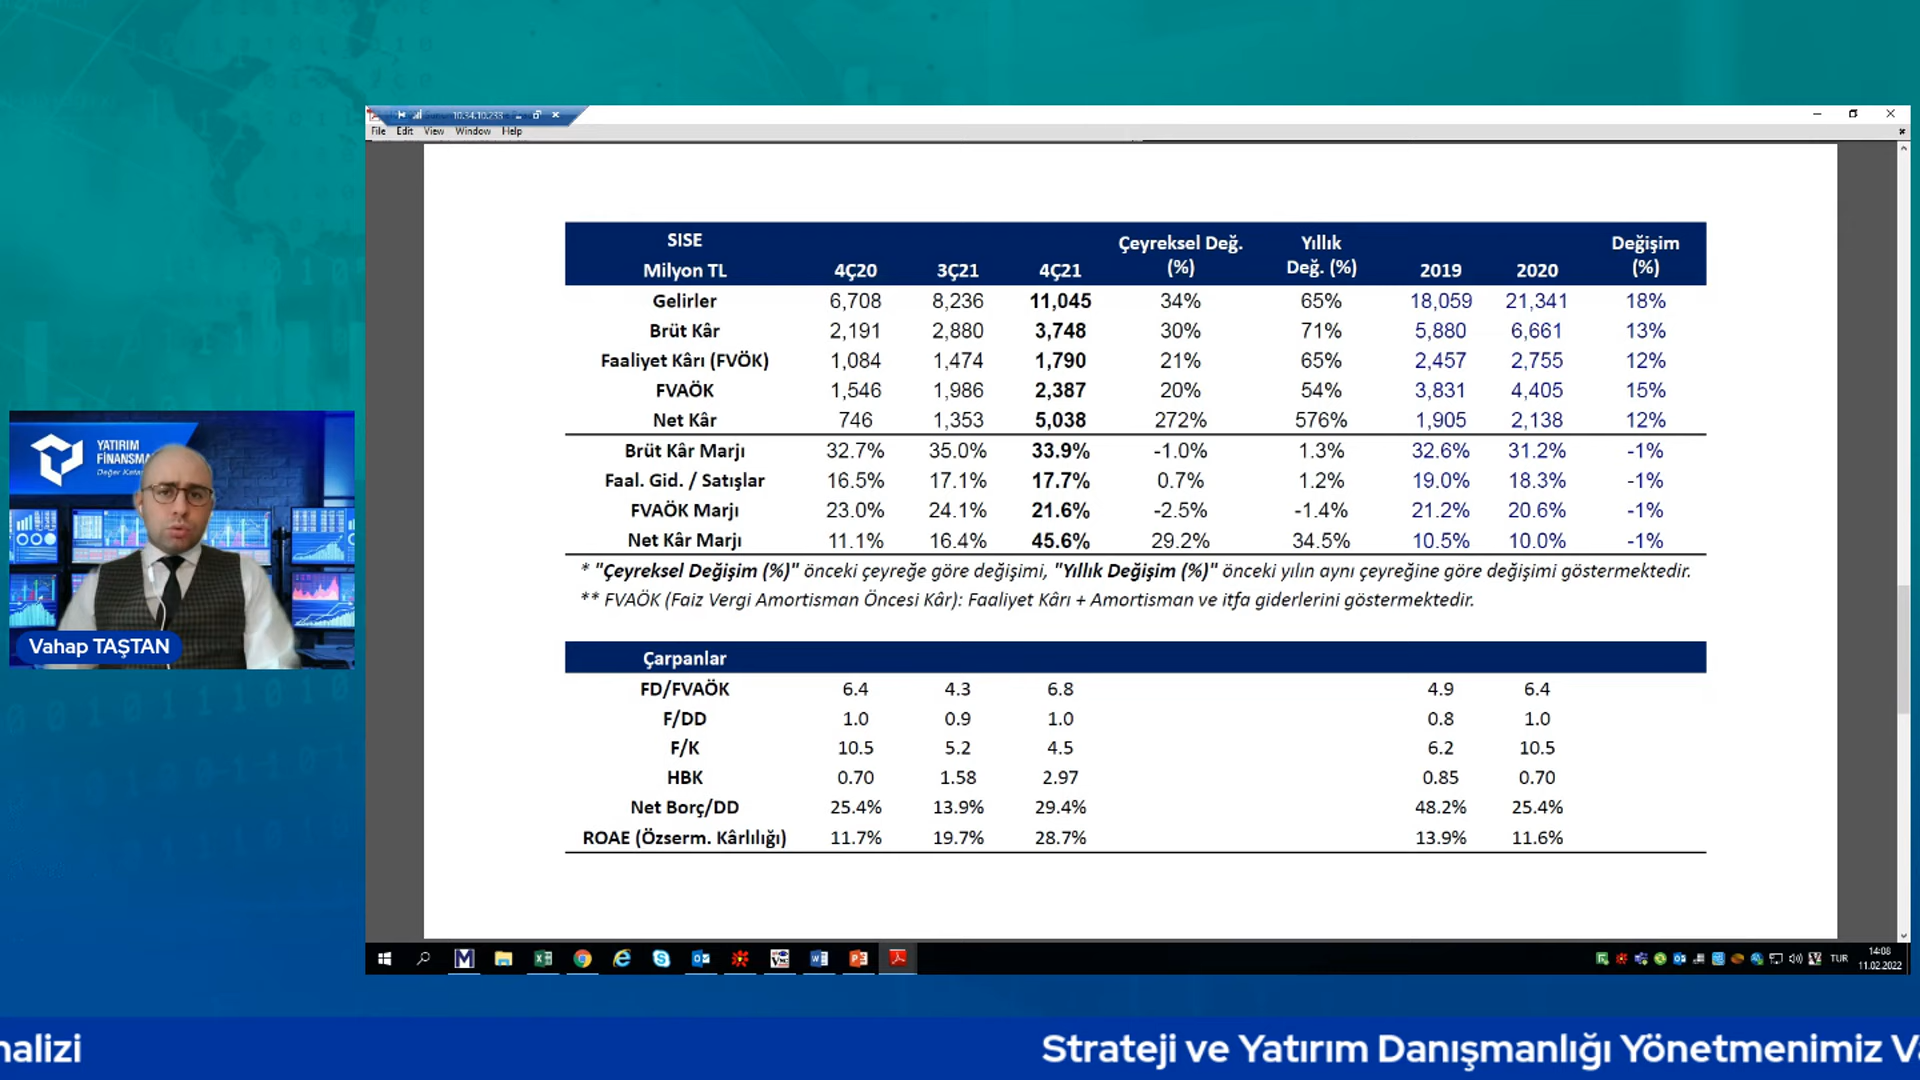 10.34.10.233
File Edit View Window Help
SISE
Milyon TL 4Ç20 3Ç21 4Ç21 Çeyreksel Değ. (%) Yıllık Değ. (%) 2019 2020 Değişim (%)
Gelirler 6,708 8,236 11,045 34% 65% 18,059 21,341 18%
Brüt Kâr 2,191 2,880 3,748 30% 71% 5,880 6,661 13%
Faaliyet Kârı (FVÖK) 1,084 1,474 1,790 21% 65% 2,457 2,755 12%
FVAÖK 1,546 1,986 2,387 20% 54% 3,831 4,405 15%
Net Kâr 746 1,353 5,038 272% 576% 1,905 2,138 12%
Brüt Kâr Marjı 32.7% 35.0% 33.9% -1.0% 1.3% 32.6% 31.2% -1%
Faal. Gid. / Satışlar 16.5% 17.1% 17.7% 0.7% 1.2% 19.0% 18.3% -1%
FVAÖK Marjı 23.0% 24.1% 21.6% -2.5% -1.4% 21.2% 20.6% -1%
Net Kâr Marjı 11.1% 16.4% 45.6% 29.2% 34.5% 10.5% 10.0% -1%
* "Çeyreksel Değişim (%)" önceki çeyreğe göre değişimi, "Yıllık Değişim (%)" önceki yılın aynı çeyreğine göre değişimi göstermektedir.
** FVAÖK (Faiz Vergi Amortisman Öncesi Kâr): Faaliyet Kârı + Amortisman ve itfa giderlerini göstermektedir.
Çarpanlar
FD/FVAÖK 6.4 4.3 6.8 4.9 6.4
F/DD 1.0 0.9 1.0 0.8 1.0
F/K 10.5 5.2 4.5 6.2 10.5
HBK 0.70 1.58 2.97 0.85 0.70
Net Borç/DD 25.4% 13.9% 29.4% 48.2% 25.4%
ROAE (Özserm. Kârlılığı) 11.7% 19.7% 28.7% 13.9% 11.6%
YATIRIM
FİNANSMA
Değer Kata
Vahap TAŞTAN
TUR
14:08
11.02.2022
nalizi
Strateji ve Yatırım Danışmanlığı Yönetmenimiz Va